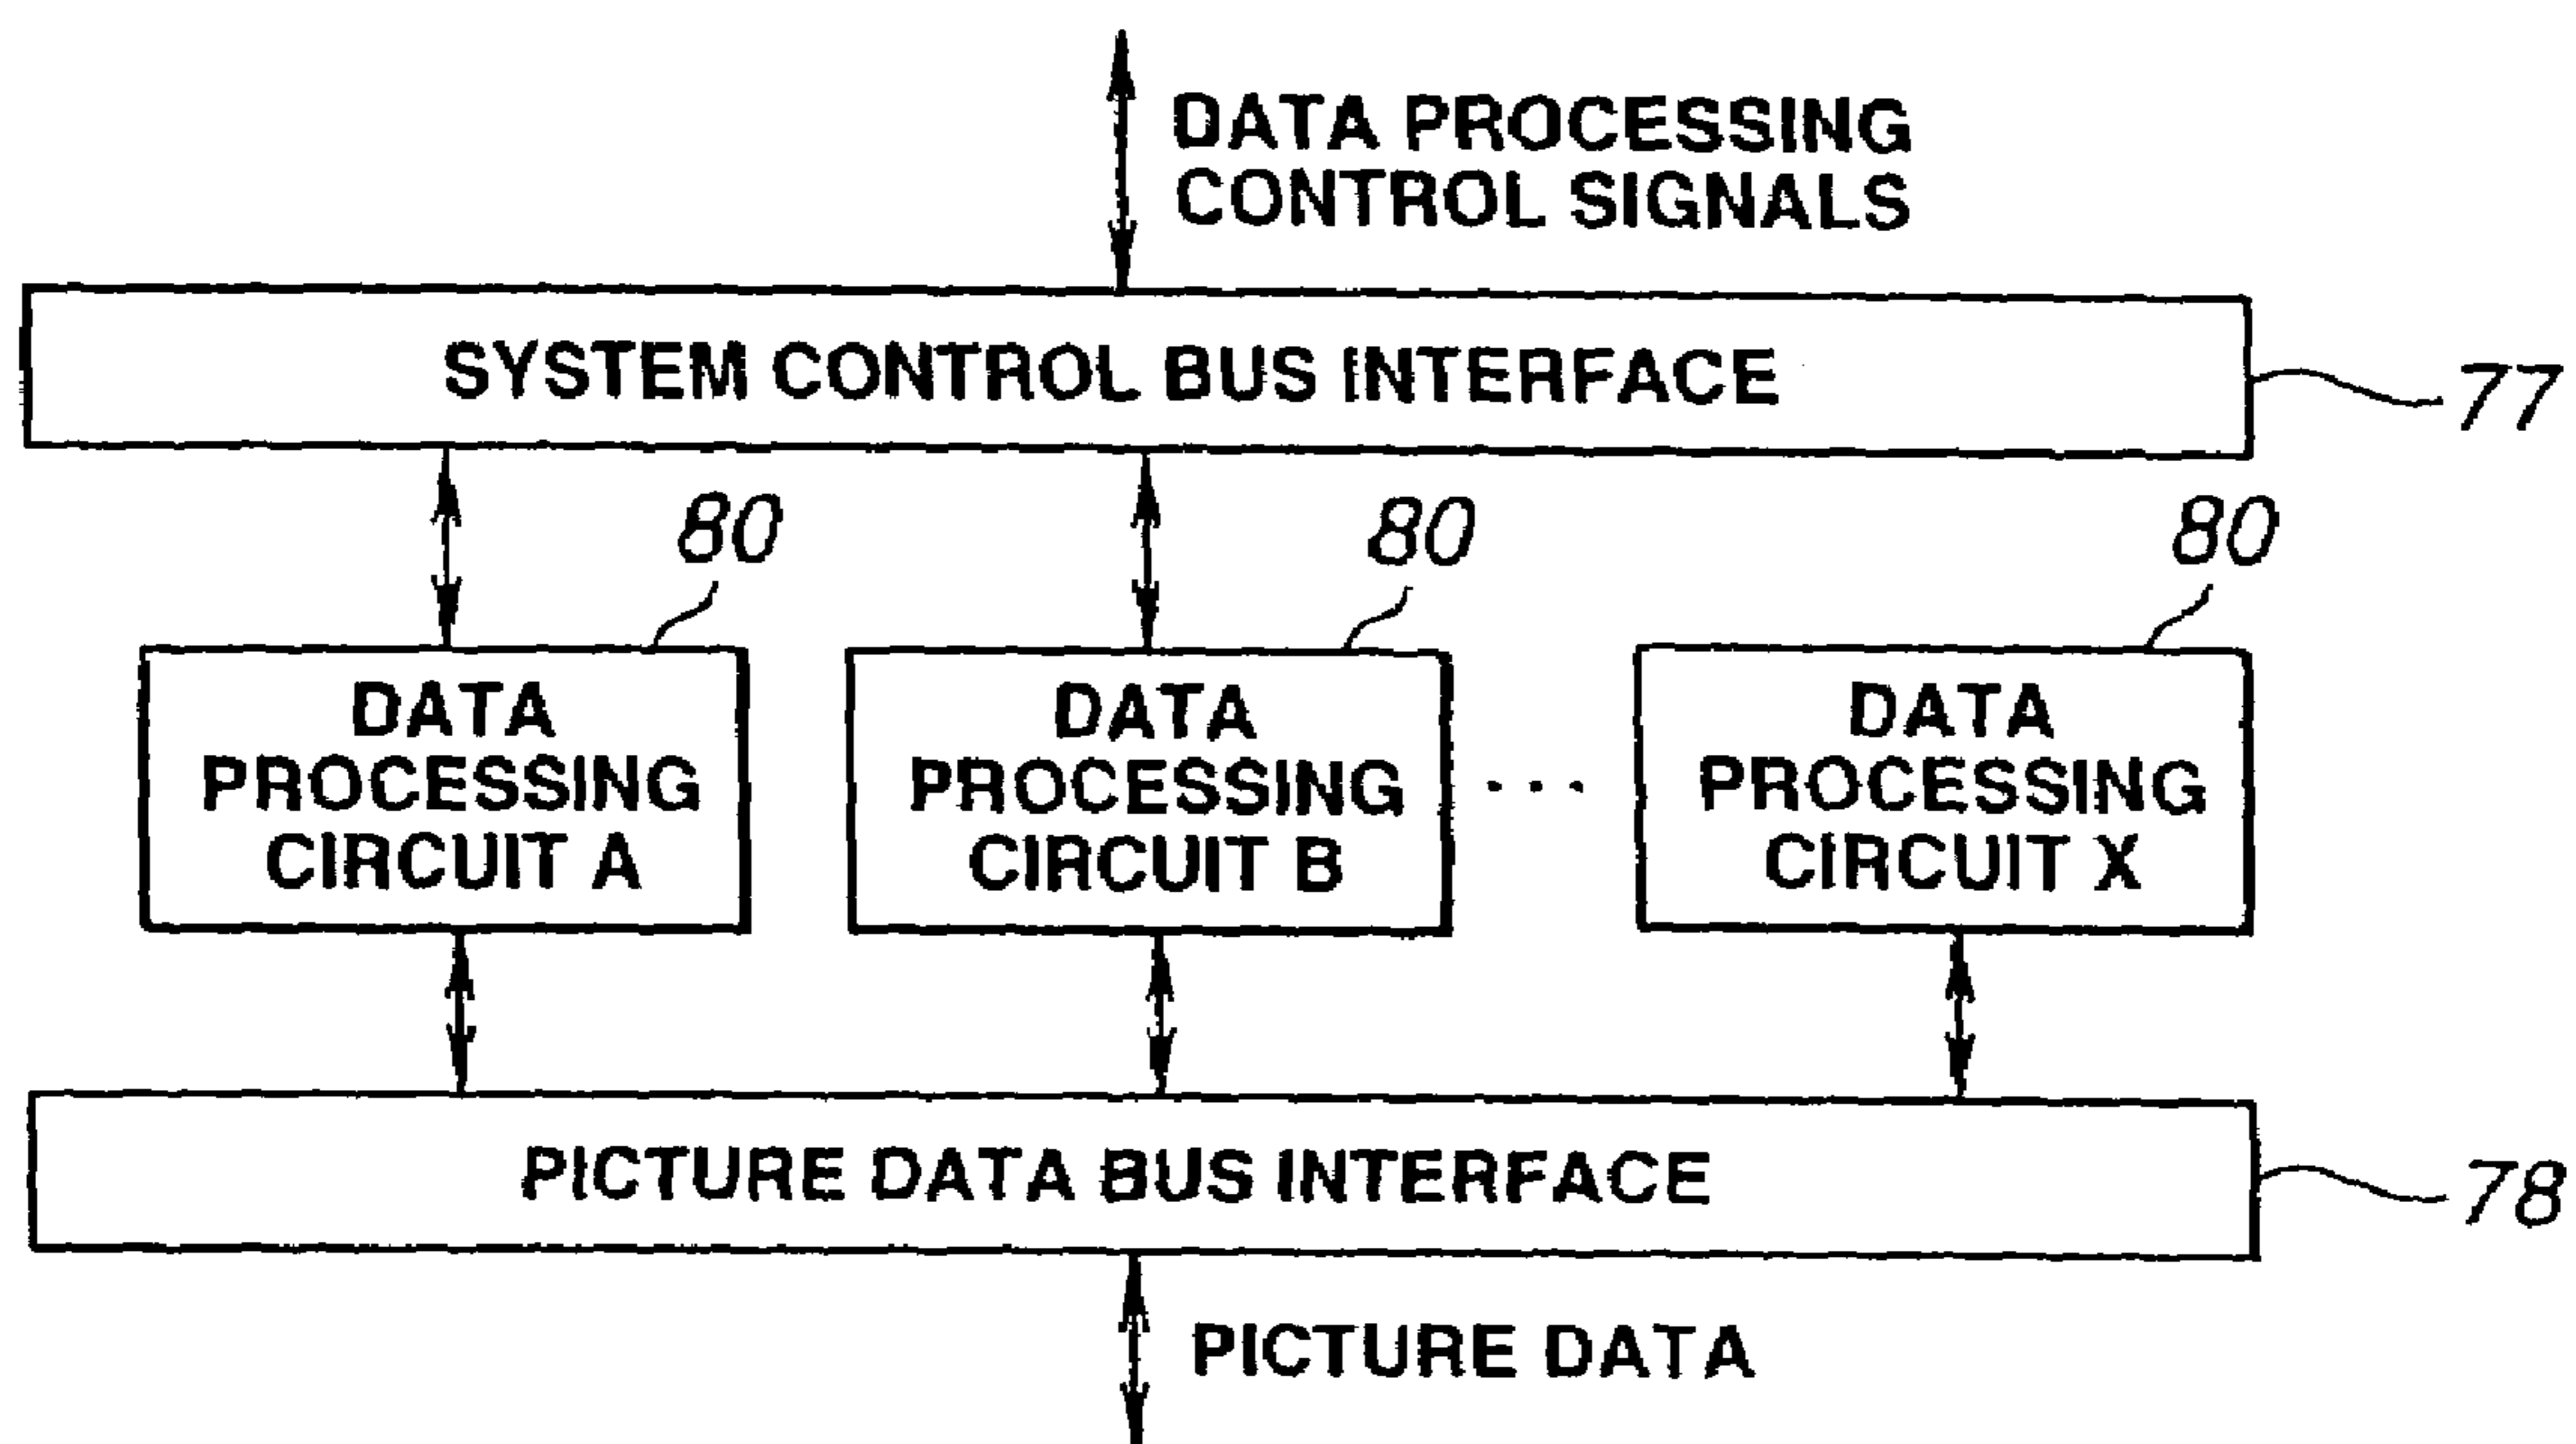 DATA PROCESSING
CONTROL SIGNALS
SYSTEM CONTROL BUS INTERFACE
77
80
80
80
DATA
PROCESSING
CIRCUIT A
DATA
PROCESSING
CIRCUIT B
...
DATA
PROCESSING
CIRCUIT X
PICTURE DATA BUS INTERFACE
78
PICTURE DATA